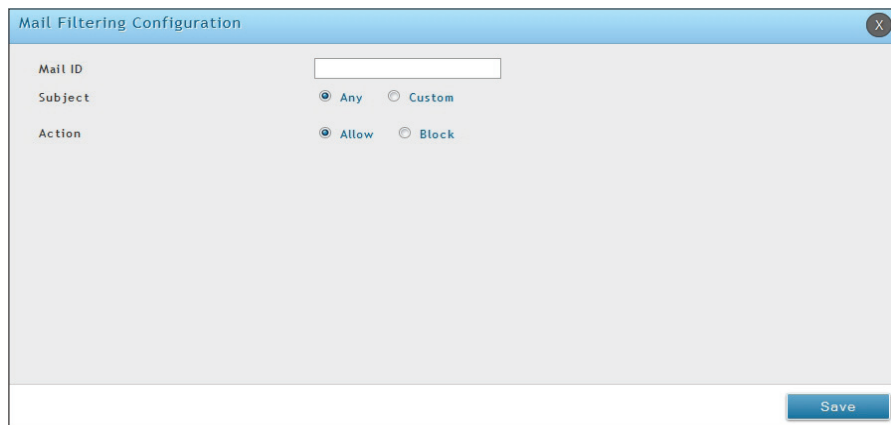 Mail Filtering Configuration
X
Mail ID
Subject Any Custom
Action Allow Block
Save